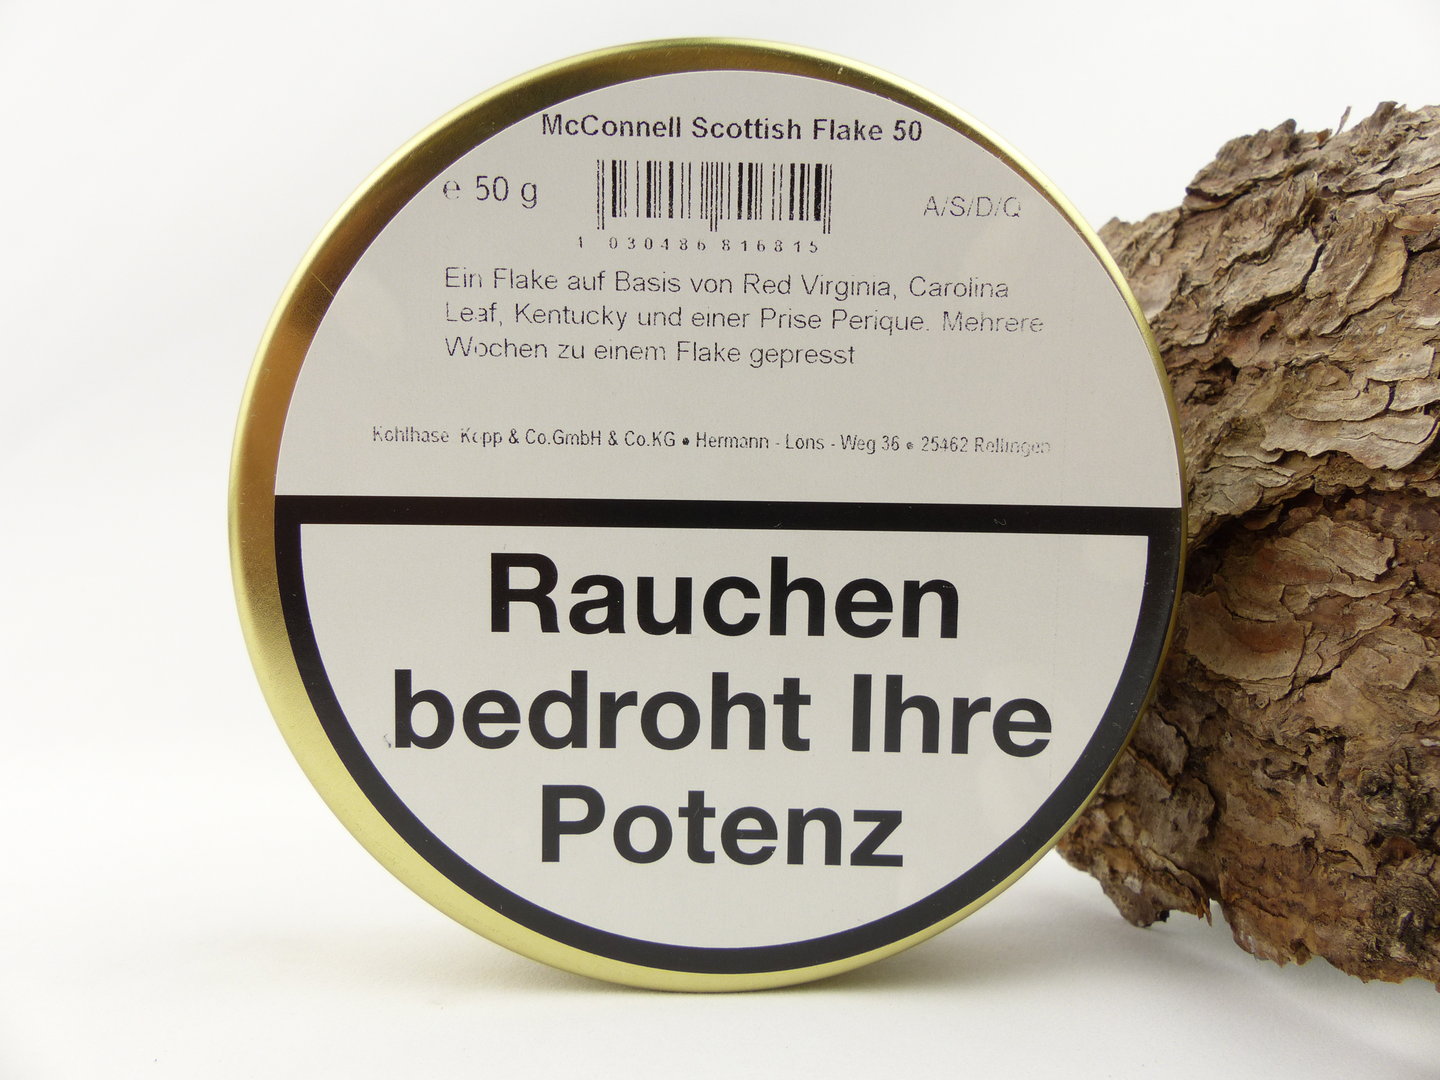 McConnell Scottish Flake 50
℮ 50 g
A/S/D/Q
1 030486 816815
Ein Flake auf Basis von Red Virginia, Carolina
Leaf, Kentucky und einer Prise Perique. Mehrere
Wochen zu einem Flake gepresst
Kohlhase Kopp & Co.GmbH & Co.KG • Hermann - Lons - Weg 36 • 25462 Rellingen
Rauchen
bedroht Ihre
Potenz